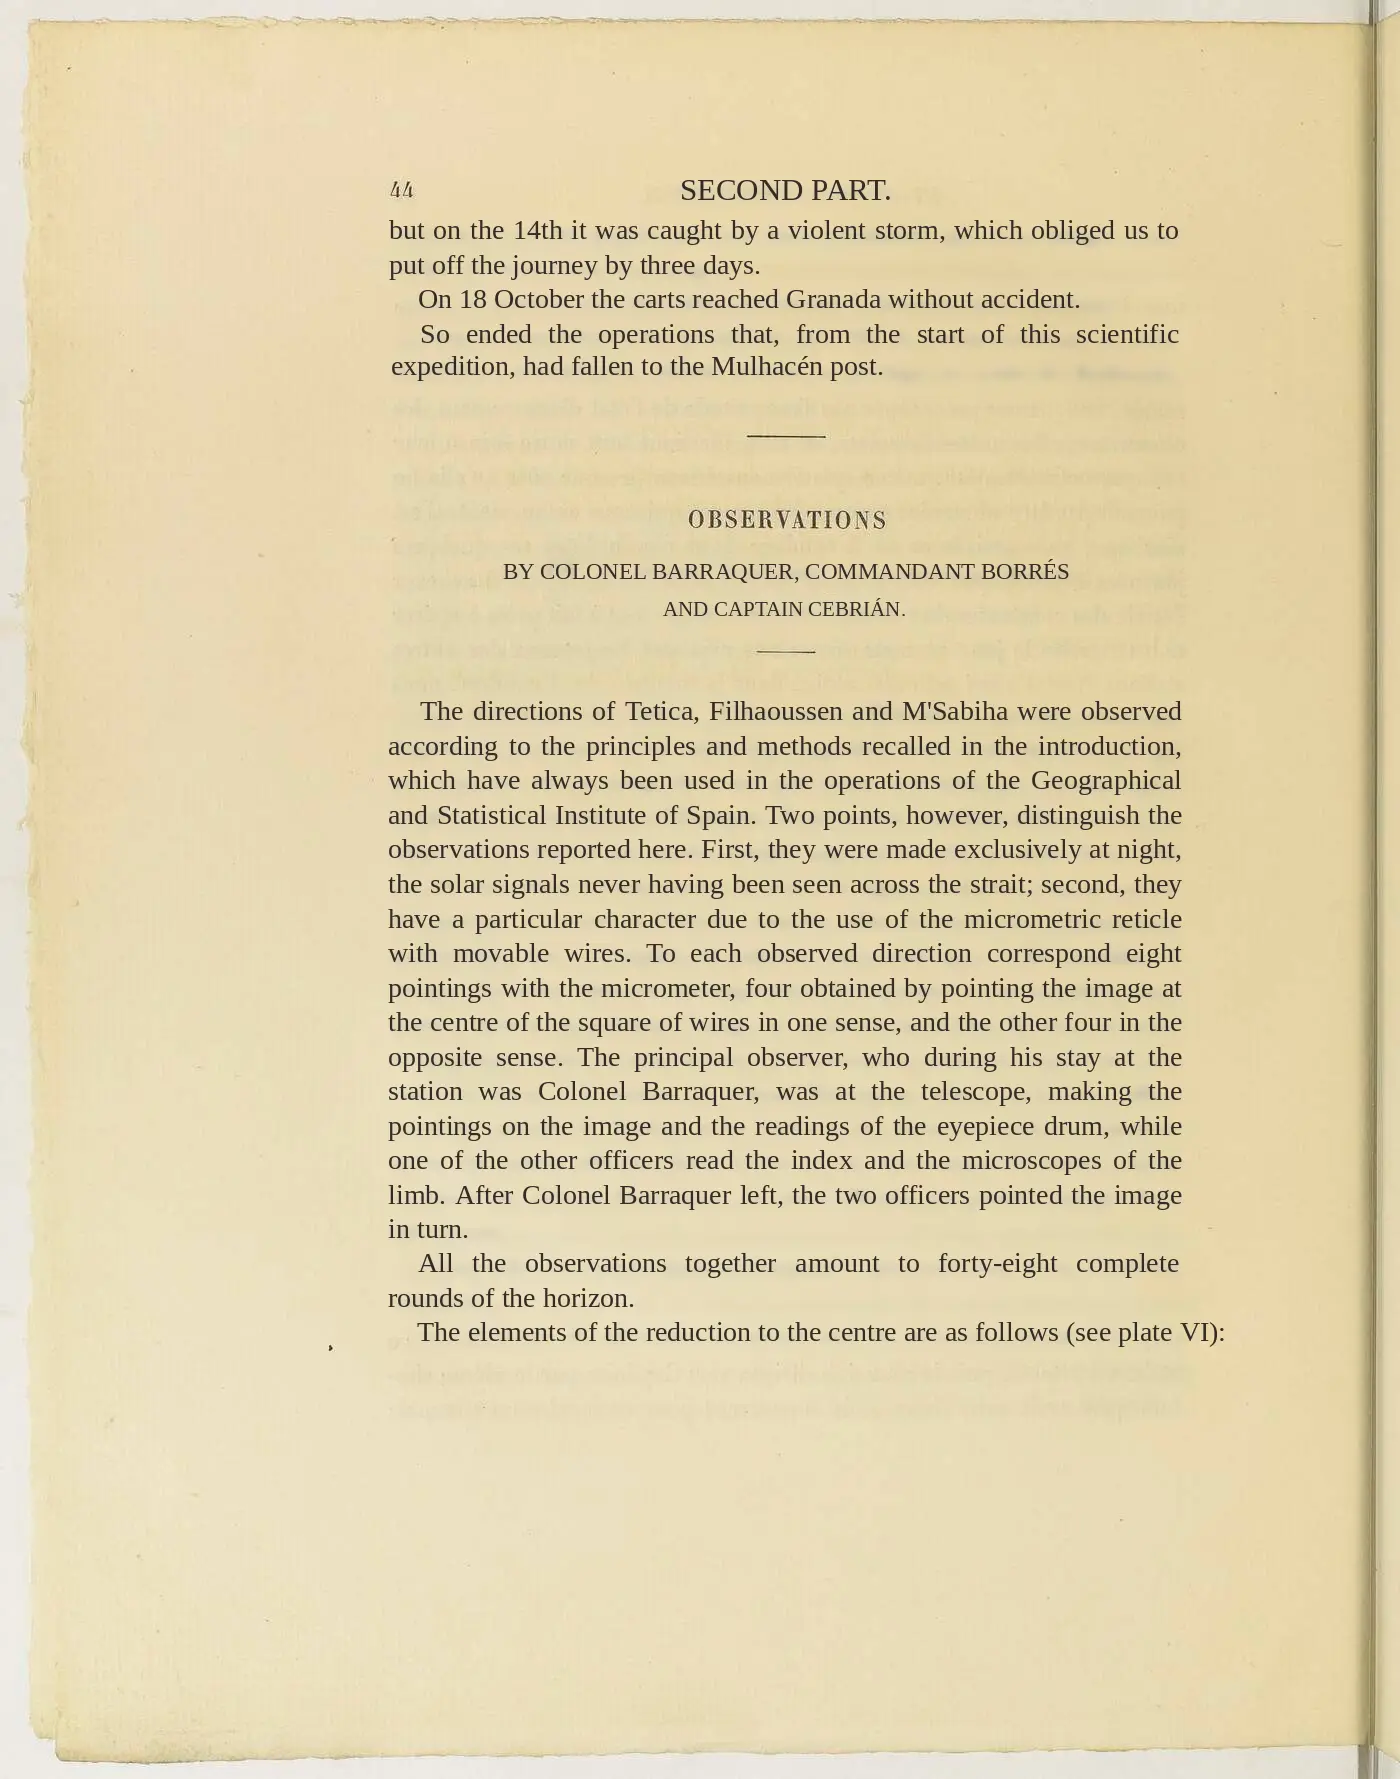 44 SECOND PART.
but on the 14th it was caught by a violent storm, which obliged us to
put off the journey by three days.
On 18 October the carts reached Granada without accident.
So ended the operations that, from the start of this scientific
expedition, had fallen to the Mulhacén post.
OBSERVATIONS
BY COLONEL BARRAQUER, COMMANDANT BORRÉS
AND CAPTAIN CEBRIÁN.
The directions of Tetica, Filhaoussen and M'Sabiha were observed
according to the principles and methods recalled in the introduction,
which have always been used in the operations of the Geographical
and Statistical Institute of Spain. Two points, however, distinguish the
observations reported here. First, they were made exclusively at night,
the solar signals never having been seen across the strait; second, they
have a particular character due to the use of the micrometric reticle
with movable wires. To each observed direction correspond eight
pointings with the micrometer, four obtained by pointing the image at
the centre of the square of wires in one sense, and the other four in the
opposite sense. The principal observer, who during his stay at the
station was Colonel Barraquer, was at the telescope, making the
pointings on the image and the readings of the eyepiece drum, while
one of the other officers read the index and the microscopes of the
limb. After Colonel Barraquer left, the two officers pointed the image
in turn.
All the observations together amount to forty-eight complete
rounds of the horizon.
The elements of the reduction to the centre are as follows (see plate VI):